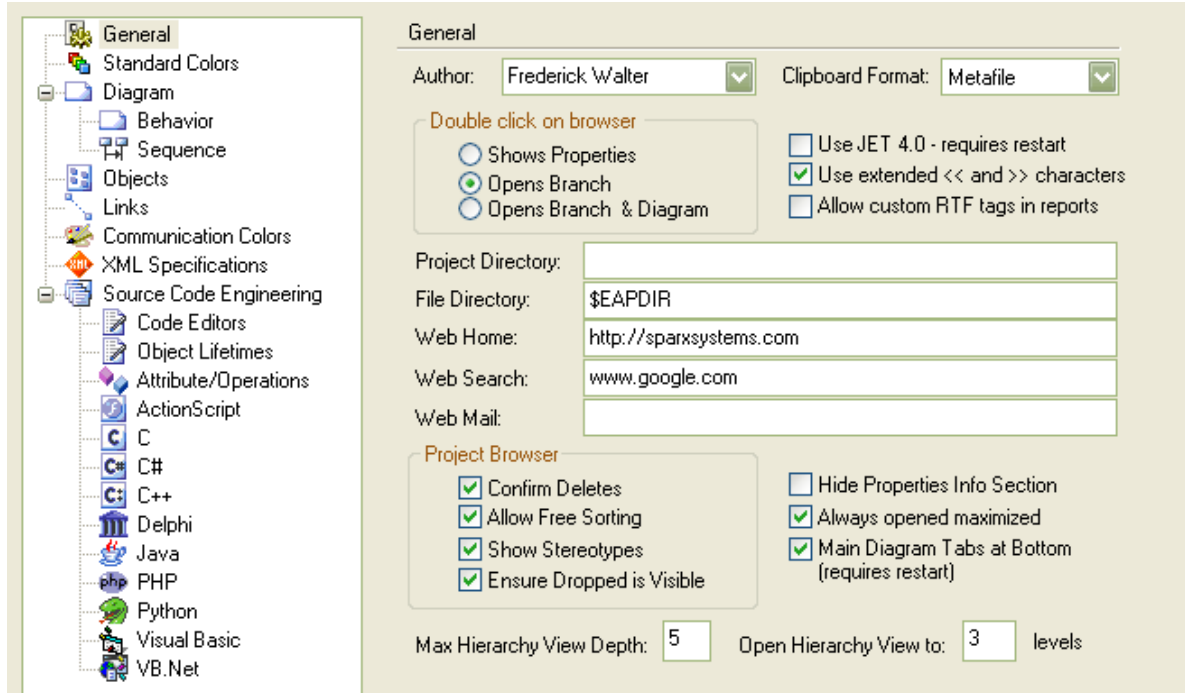 General
Standard Colors
Diagram
Behavior
Sequence
Objects
Links
Communication Colors
XML Specifications
Source Code Engineering
Code Editors
Object Lifetimes
Attribute/Operations
ActionScript
C
C#
C++
Delphi
Java
php PHP
Python
Visual Basic
VB.Net
General
Author: Frederick Walter Clipboard Format: Metafile
Double click on browser
Shows Properties
Opens Branch
Opens Branch & Diagram
Use JET 4.0 - requires restart
Use extended << and >> characters
Allow custom RTF tags in reports
Project Directory:
File Directory: $EAPDIR
Web Home: http://sparxsystems.com
Web Search: www.google.com
Web Mail:
Project Browser
Confirm Deletes
Allow Free Sorting
Show Stereotypes
Ensure Dropped is Visible
Hide Properties Info Section
Always opened maximized
Main Diagram Tabs at Bottom
(requires restart)
Max Hierarchy View Depth: 5 Open Hierarchy View to: 3 levels